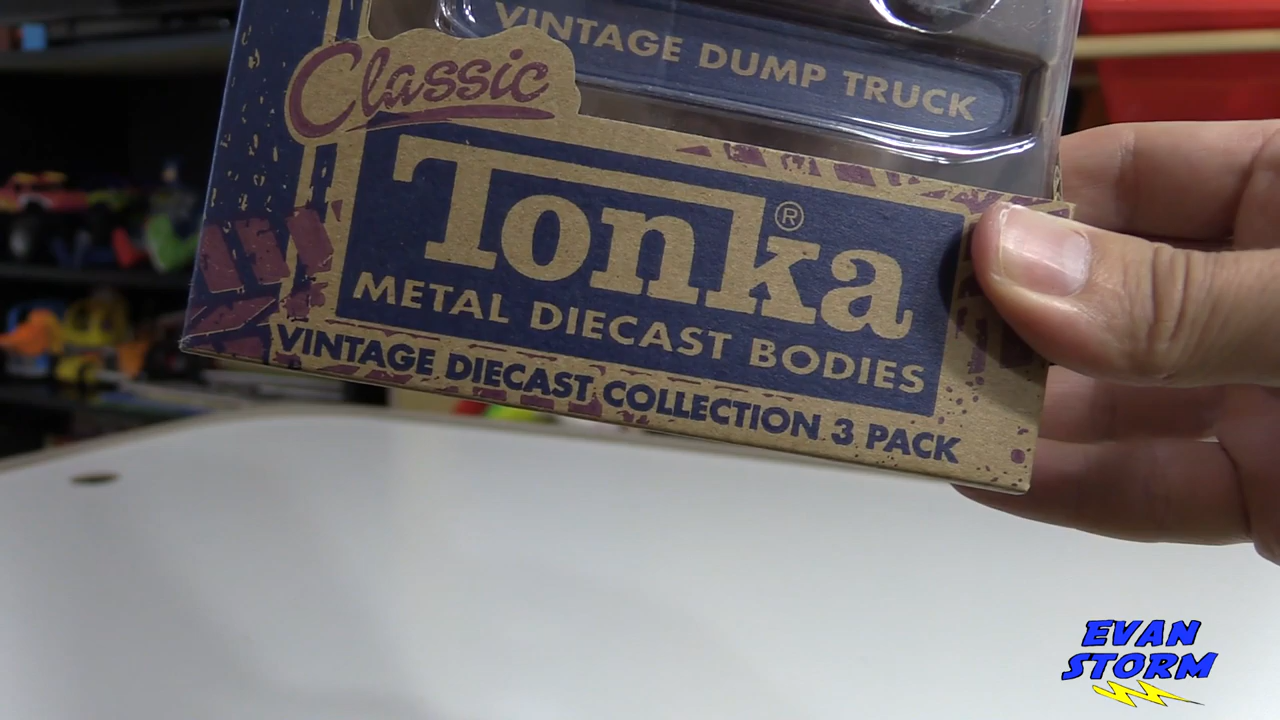 VINTAGE DUMP TRUCK
Classic
Tonka®
METAL DIECAST BODIES
VINTAGE DIECAST COLLECTION 3 PACK
EVAN
STORM